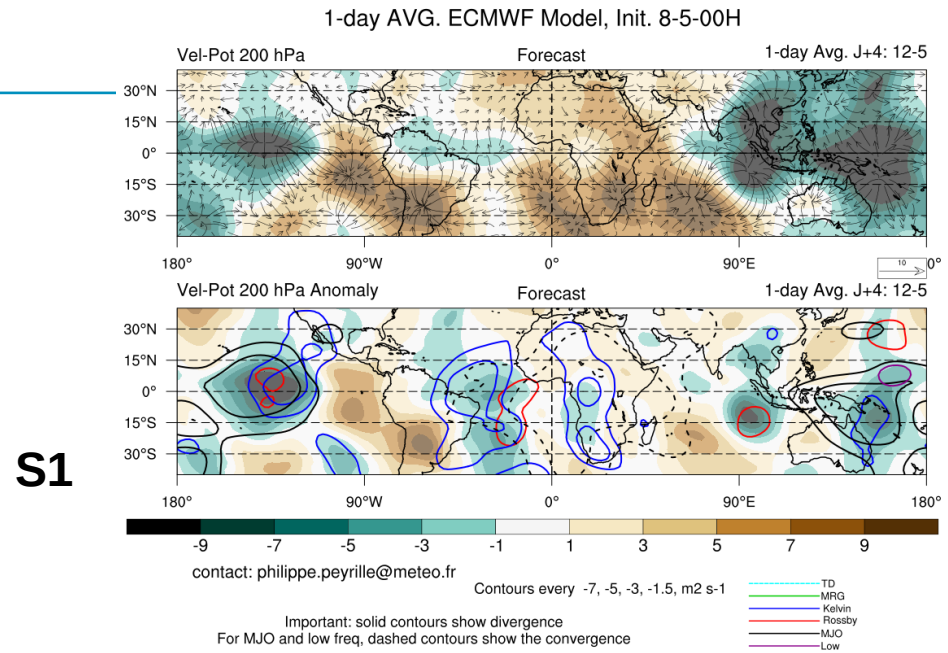 1-day AVG. ECMWF Model, Init. 8-5-00H
Vel-Pot 200 hPa Forecast 1-day Avg. J+4: 12-5
30°N
15°N
0°
15°S
30°S
180° 90°W 0° 90°E 0°
10
Vel-Pot 200 hPa Anomaly Forecast 1-day Avg. J+4: 12-5
30°N
15°N
0°
15°S
30°S
S1
180° 90°W 0° 90°E 180°
-9 -7 -5 -3 -1 1 3 5 7 9
contact: philippe.peyrille@meteo.fr
Contours every -7, -5, -3, -1.5, m2 s-1
TD
MRG
Kelvin
Rossby
MJO
Low
Important: solid contours show divergence
For MJO and low freq, dashed contours show the convergence